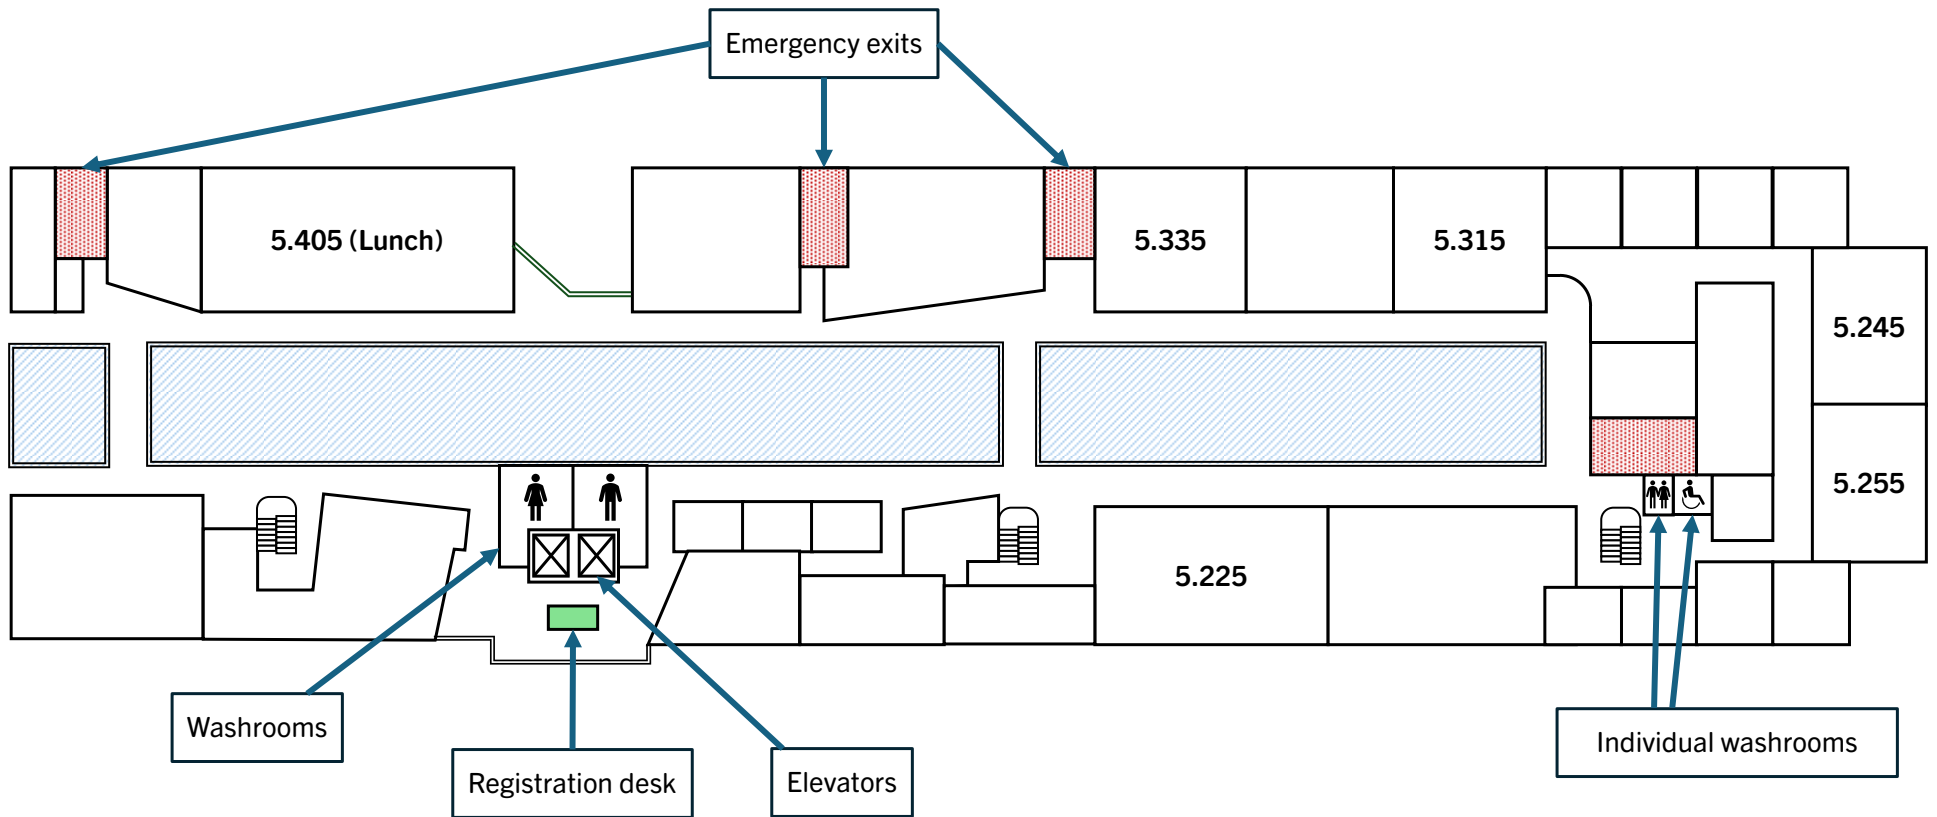 Emergency exits
5.405 (Lunch)
5.335
5.315
5.245
5.255
5.225
Washrooms
Registration desk
Elevators
Individual washrooms